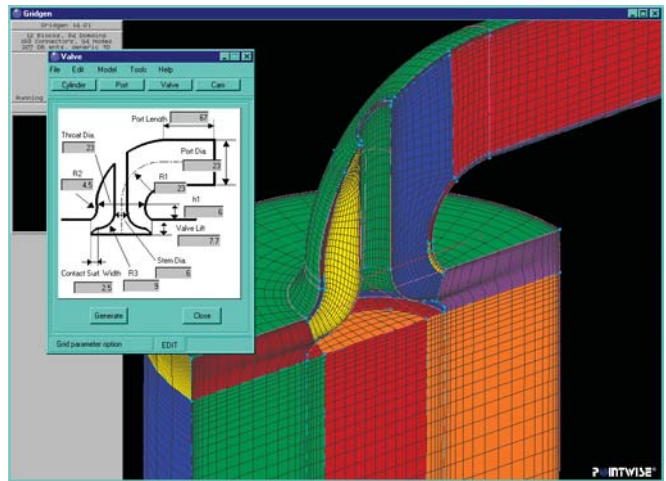 Gridgen
Valve
File Edit Model Tools Help
Cylinder Port Valve Cam
Port Length 67
Throat Dia. 23
Port Dia. 23
R2 4.5
R1 23
h1 6
Valve Lift 7.7
Stem Dia. 6
Contact Surf. Width 2.5
R3 9
Generate Close
Grid parameter option EDIT
Running
POINTWISE